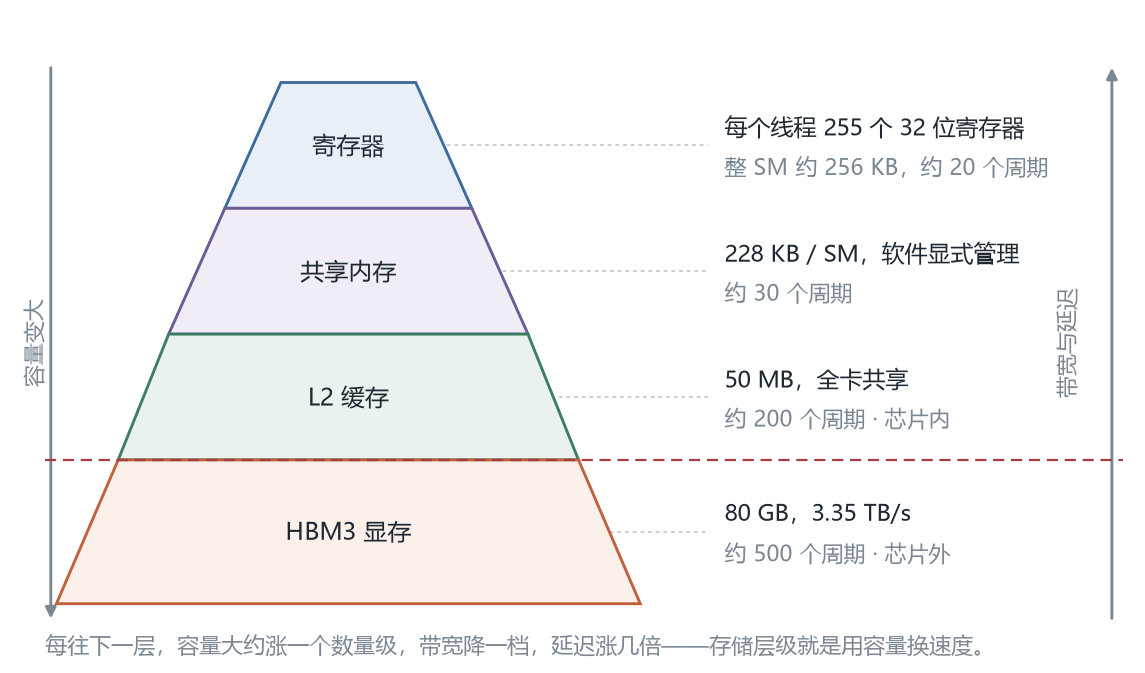 寄存器
每个线程 255 个 32 位寄存器
整 SM 约 256 KB，约 20 个周期
共享内存
228 KB / SM，软件显式管理
约 30 个周期
容量变大
带宽与延迟
L2 缓存
50 MB，全卡共享
约 200 个周期 · 芯片内
HBM3 显存
80 GB，3.35 TB/s
约 500 个周期 · 芯片外
每往下一层，容量大约涨一个数量级，带宽降一档，延迟涨几倍——存储层级就是用容量换速度。